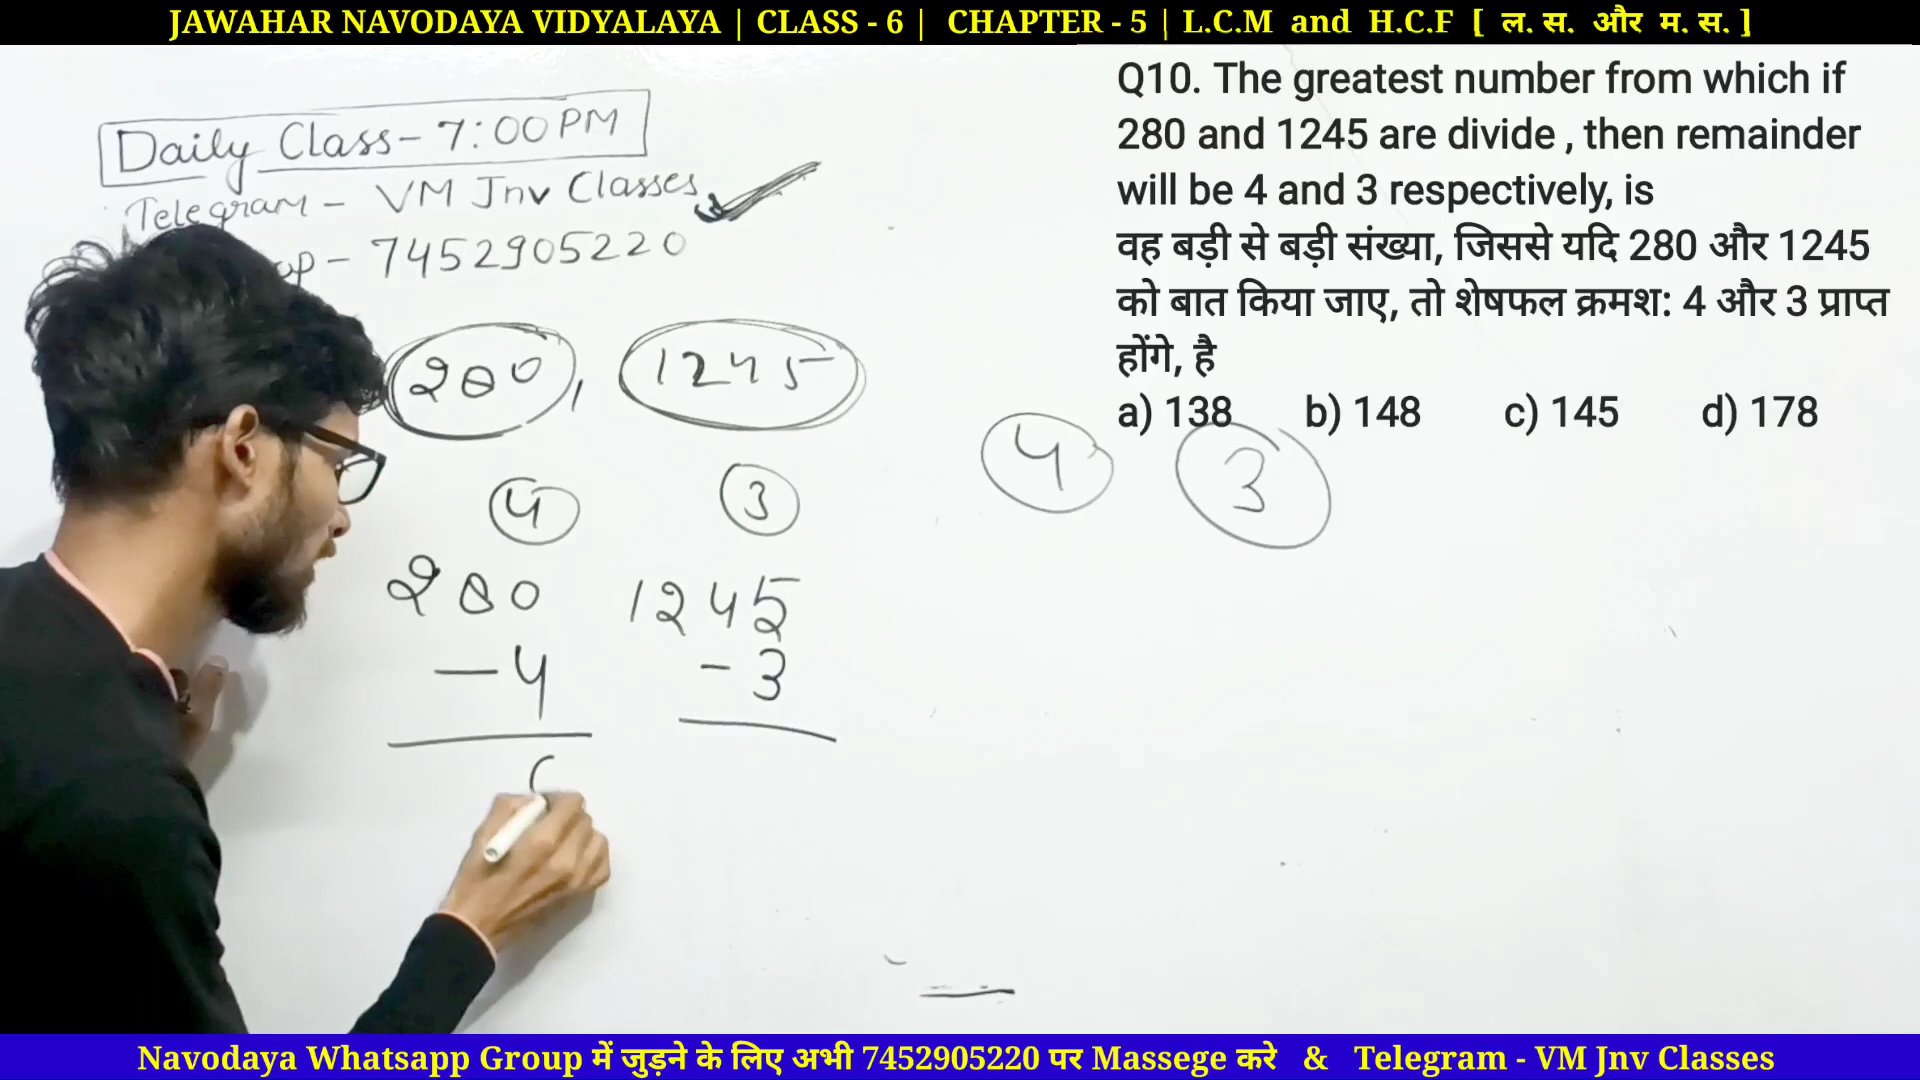 JAWAHAR NAVODAYA VIDYALAYA | CLASS - 6 | CHAPTER - 5 | L.C.M and H.C.F [ ल. स. और म. स. ]
Daily Class - 7:00 PM
Telegram - VM Jnv Classes
- 7452905220
280, 1245
4 3
280 1245
- 4 - 3
Q10. The greatest number from which if
280 and 1245 are divide , then remainder
will be 4 and 3 respectively, is
वह बड़ी से बड़ी संख्या, जिससे यदि 280 और 1245
को बात किया जाए, तो शेषफल क्रमश: 4 और 3 प्राप्त
होंगे, है
a) 138 b) 148 c) 145 d) 178
4 3
Navodaya Whatsapp Group में जुड़ने के लिए अभी 7452905220 पर Massege करे & Telegram - VM Jnv Classes